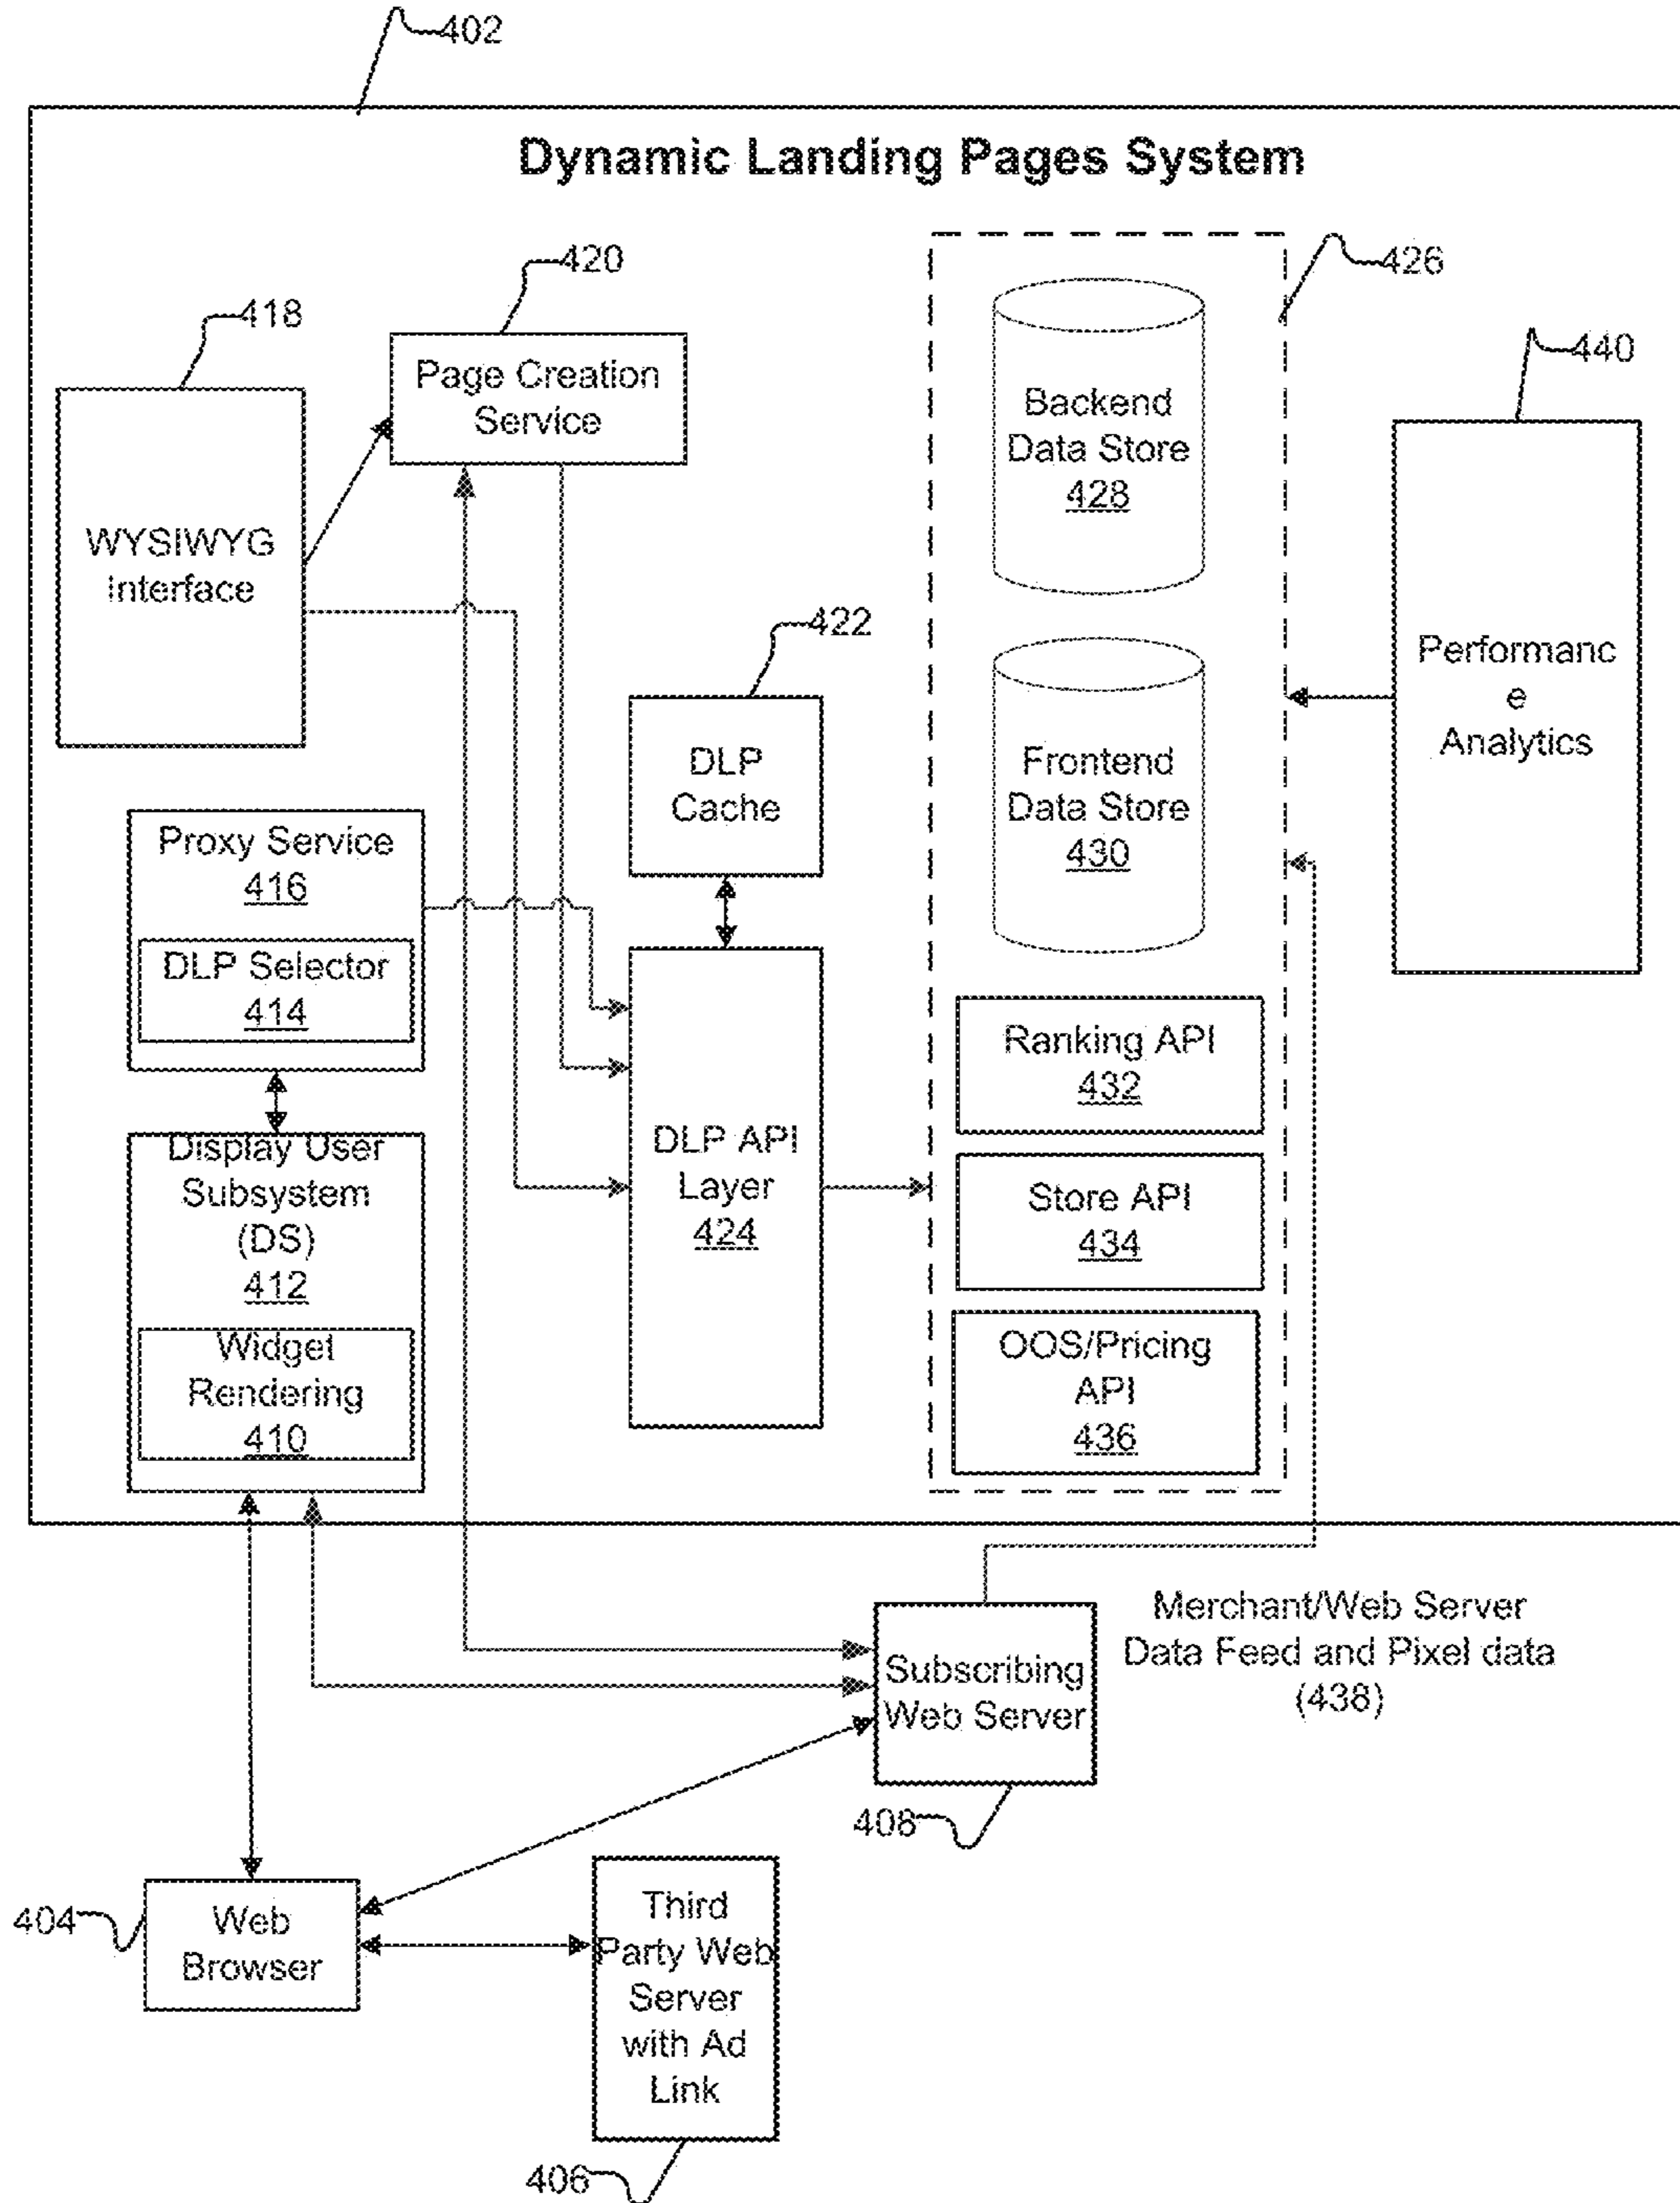 402
Dynamic Landing Pages System
420
426
418
440
Page Creation
Service
Backend
Data Store
428
WYSIWYG
Interface
422
Performanc
e
Analytics
DLP
Cache
Frontend
Data Store
430
Proxy Service
416
DLP Selector
414
Ranking API
432
Display User
Subsystem
(DS)
412
DLP API
Layer
424
Store API
434
Widget
Rendering
410
OOS/Pricing
API
436
Merchant/Web Server
Data Feed and Pixel data
(438)
Subscribing
Web Server
408
404
Web
Browser
Third
Party Web
Server
with Ad
Link
406